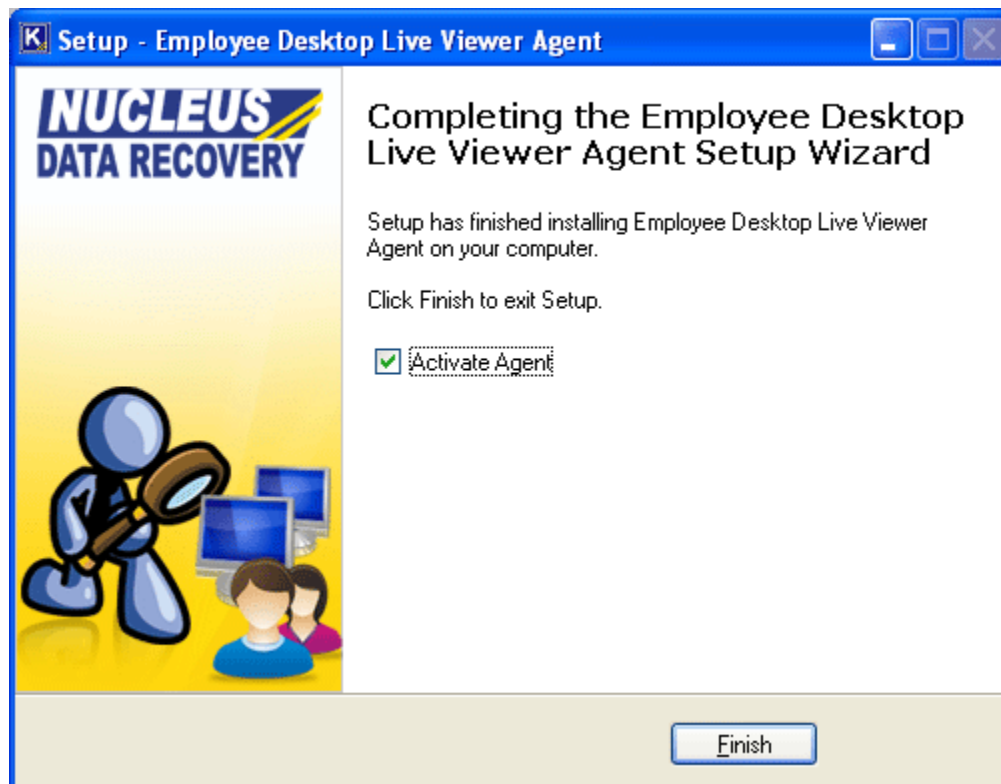 K Setup - Employee Desktop Live Viewer Agent
NUCLEUS
DATA RECOVERY
Completing the Employee Desktop
Live Viewer Agent Setup Wizard
Setup has finished installing Employee Desktop Live Viewer
Agent on your computer.
Click Finish to exit Setup.
Activate Agent
Finish